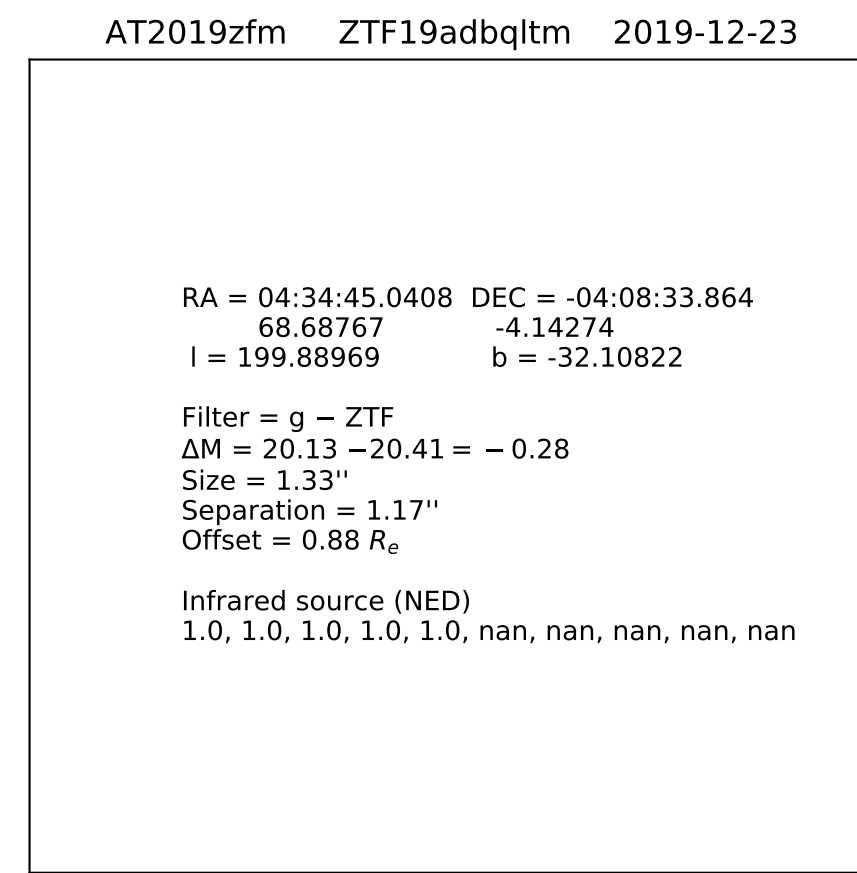 AT2019zfm ZTF19adbqltm 2019-12-23
RA = 04:34:45.0408 DEC = -04:08:33.864
68.68767 -4.14274
l = 199.88969 b = -32.10822
Filter = g − ZTF
ΔM = 20.13 −20.41 = − 0.28
Size = 1.33''
Separation = 1.17''
Offset = 0.88 Re
Infrared source (NED)
1.0, 1.0, 1.0, 1.0, 1.0, nan, nan, nan, nan, nan